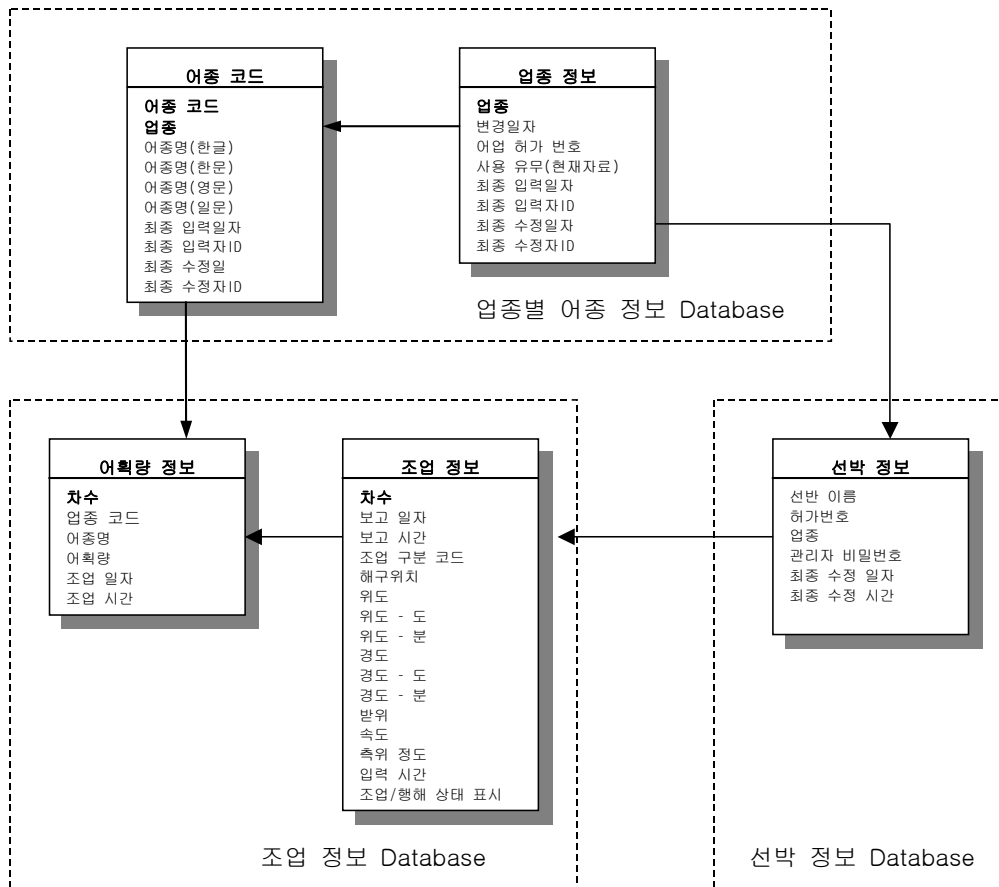 어종 코드
어종 코드
업종
어종명(한글)
어종명(한문)
어종명(영문)
어종명(일문)
최종 입력일자
최종 입력자ID
최종 수정일
최종 수정자ID
업종 정보
업종
변경일자
어업 허가 번호
사용 유무(현재자료)
최종 입력일자
최종 입력자ID
최종 수정일자
최종 수정자ID
업종별 어종 정보 Database
어획량 정보
차수
업종 코드
어종명
어획량
조업 일자
조업 시간
조업 정보
차수
보고 일자
보고 시간
조업 구분 코드
해구위치
위도
위도 - 도
위도 - 분
경도
경도 - 도
경도 - 분
받위
속도
측위 정도
입력 시간
조업/행해 상태 표시
조업 정보 Database
선박 정보
선반 이름
허가번호
업종
관리자 비밀번호
최종 수정 일자
최종 수정 시간
선박 정보 Database